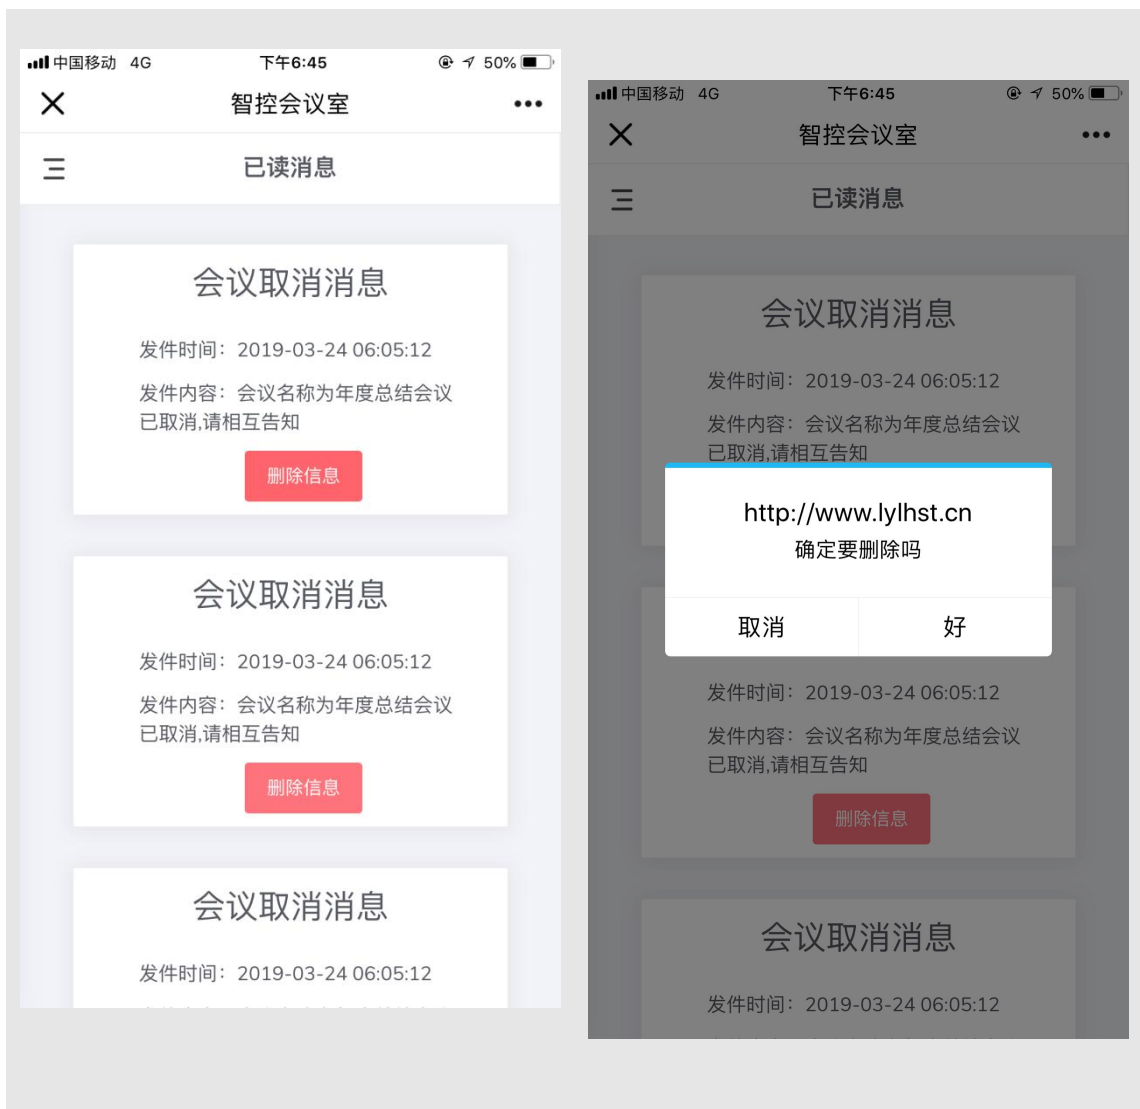 中国移动 4G 下午6:45 50%
智控会议室
已读消息
会议取消消息
发件时间：2019-03-24 06:05:12
发件内容：会议名称为年度总结会议
已取消,请相互告知
删除信息
会议取消消息
发件时间：2019-03-24 06:05:12
发件内容：会议名称为年度总结会议
已取消,请相互告知
删除信息
会议取消消息
发件时间：2019-03-24 06:05:12
中国移动 4G 下午6:45 50%
智控会议室
已读消息
会议取消消息
发件时间：2019-03-24 06:05:12
发件内容：会议名称为年度总结会议
已取消,请相互告知
http://www.lylhst.cn
确定要删除吗
取消 好
发件时间：2019-03-24 06:05:12
发件内容：会议名称为年度总结会议
已取消,请相互告知
删除信息
会议取消消息
发件时间：2019-03-24 06:05:12